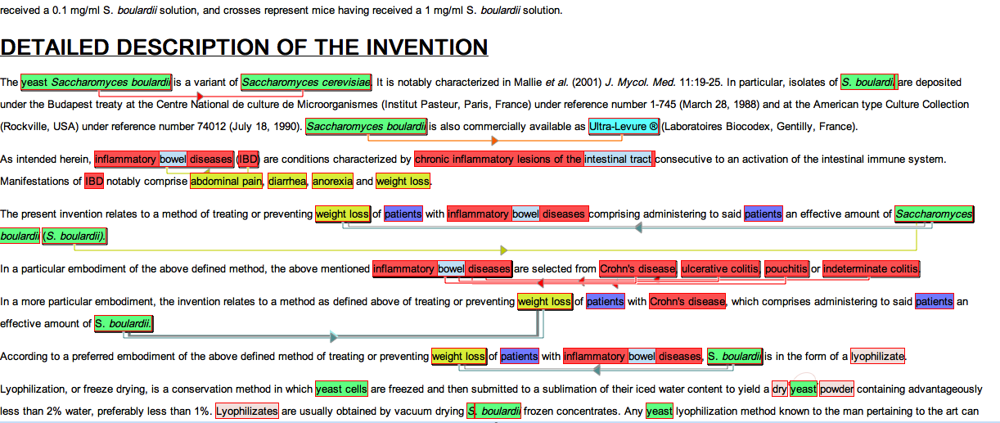 received a 0.1 mg/ml S. boulardii solution, and crosses represent mice having received a 1 mg/ml S. boulardii solution.
DETAILED DESCRIPTION OF THE INVENTION
The yeast Saccharomyces boulardii is a variant of Saccharomyces cerevisiae. It is notably characterized in Mallie et al. (2001) J. Mycol. Med. 11:19-25. In particular, isolates of S. boulardii are deposited
under the Budapest treaty at the Centre National de culture de Microorganismes (Institut Pasteur, Paris, France) under reference number 1-745 (March 28, 1988) and at the American type Culture Collection
(Rockville, USA) under reference number 74012 (July 18, 1990). Saccharomyces boulardii is also commercially available as Ultra-Levure ® (Laboratoires Biocodex, Gentilly, France).
As intended herein, inflammatory bowel diseases (IBD) are conditions characterized by chronic inflammatory lesions of the intestinal tract consecutive to an activation of the intestinal immune system.
Manifestations of IBD notably comprise abdominal pain, diarrhea, anorexia and weight loss.
The present invention relates to a method of treating or preventing weight loss of patients with inflammatory bowel diseases comprising administering to said patients an effective amount of Saccharomyces
boulardii (S. boulardii).
In a particular embodiment of the above defined method, the above mentioned inflammatory bowel diseases are selected from Crohn's disease, ulcerative colitis, pouchitis or indeterminate colitis.
In a more particular embodiment, the invention relates to a method as defined above of treating or preventing weight loss of patients with Crohn's disease, which comprises administering to said patients an
effective amount of S. boulardii.
According to a preferred embodiment of the above defined method of treating or preventing weight loss of patients with inflammatory bowel diseases, S. boulardii is in the form of a lyophilizate.
Lyophilization, or freeze drying, is a conservation method in which yeast cells are frozen and then submitted to a sublimation of their iced water content to yield a dry yeast powder containing advantageously
less than 2% water, preferably less than 1%. Lyophilizates are usually obtained by vacuum drying S. boulardii frozen concentrates. Any yeast lyophilization method known to the man pertaining to the art can